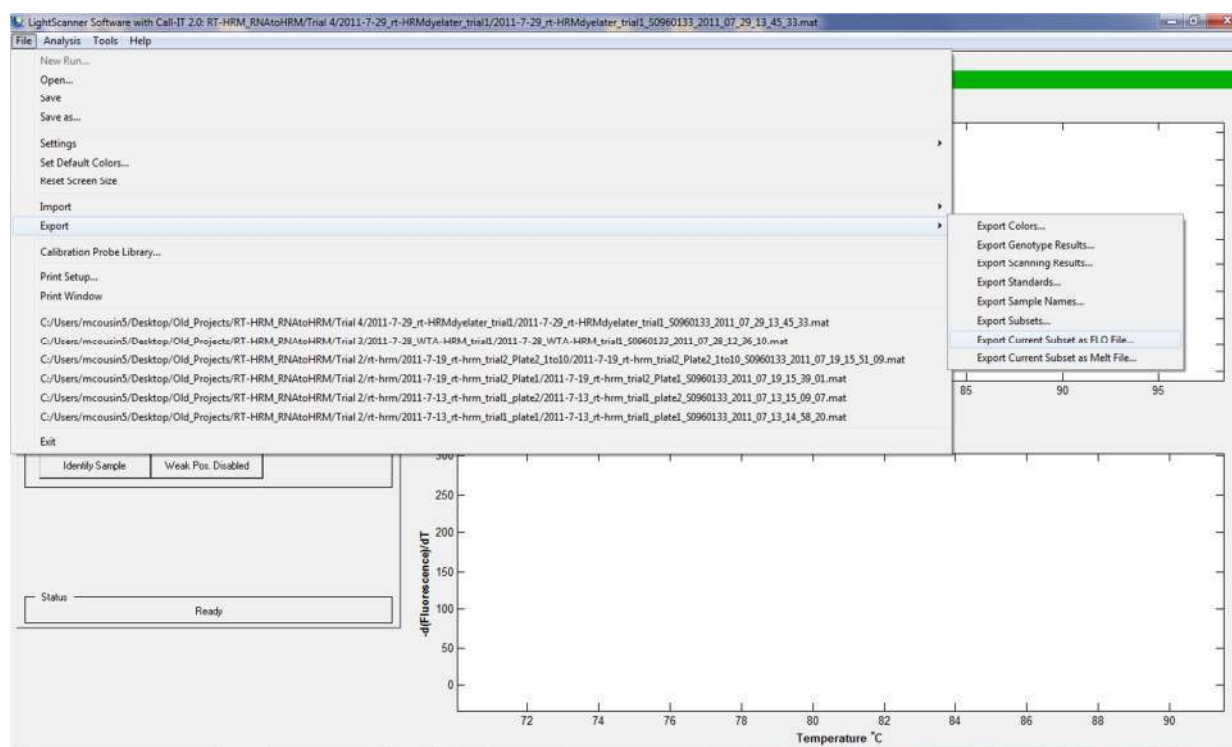 LightScanner Software with Call-IT 2.0: RT-HRM_RNAtoHRM/Trial 4/2011-7-29_rt-HRMdyelater_trial1/2011-7-29_rt-HRMdyelater_trial1_S0960133_2011_07_29_13_45_33.mat
File Analysis Tools Help
New Run...
Open...
Save
Save as...
Settings
Set Default Colors...
Reset Screen Size
Import
Export
Calibration Probe Library...
Print Setup...
Print Window
C:/Users/mcousin5/Desktop/Old_Projects/RT-HRM_RNAtoHRM/Trial 4/2011-7-29_rt-HRMdyelater_trial1/2011-7-29_rt-HRMdyelater_trial1_S0960133_2011_07_29_13_45_33.mat
C:/Users/mcousin5/Desktop/Old_Projects/RT-HRM_RNAtoHRM/Trial 3/2011-7-28_WTA-HRM_trial1/2011-7-28_WTA-HRM_trial1_S0960133_2011_07_28_12_36_10.mat
C:/Users/mcousin5/Desktop/Old_Projects/RT-HRM_RNAtoHRM/Trial 2/rt-hrm/2011-7-19_rt-hrm_trial2_Plate2_1to10/2011-7-19_rt-hrm_trial2_Plate2_1to10_S0960133_2011_07_19_15_51_09.mat
C:/Users/mcousin5/Desktop/Old_Projects/RT-HRM_RNAtoHRM/Trial 2/rt-hrm/2011-7-19_rt-hrm_trial2_Plate1/2011-7-19_rt-hrm_trial2_Plate1_S0960133_2011_07_19_15_39_01.mat
C:/Users/mcousin5/Desktop/Old_Projects/RT-HRM_RNAtoHRM/Trial 2/rt-hrm/2011-7-13_rt-hrm_trial1_plate2/2011-7-13_rt-hrm_trial1_plate2_S0960133_2011_07_13_15_09_07.mat
C:/Users/mcousin5/Desktop/Old_Projects/RT-HRM_RNAtoHRM/Trial 2/rt-hrm/2011-7-13_rt-hrm_trial1_plate1/2011-7-13_rt-hrm_trial1_plate1_S0960133_2011_07_13_14_58_20.mat
Exit
Export Colors...
Export Genotype Results...
Export Scanning Results...
Export Standards...
Export Sample Names...
Export Subsets...
Export Current Subset as FLO File...
Export Current Subset as Melt File...
85 90 95
Identify Sample Weak Pos. Disabled
Status
Ready
300
250
200
150
100
50
0
-d(Fluorescence)/dT
72 74 76 78 80 82 84 86 88 90
Temperature °C